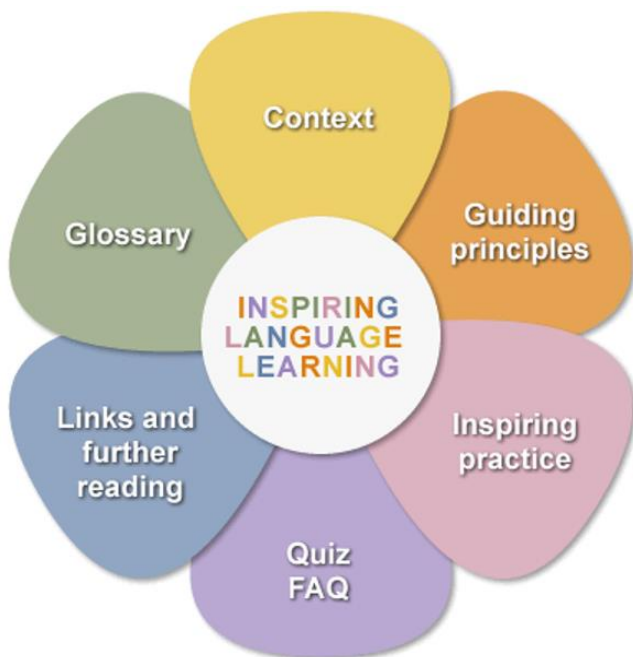 Context
Guiding
principles
Inspiring
practice
Quiz
FAQ
Links and
further
reading
Glossary
INSPIRING
LANGUAGE
LEARNING